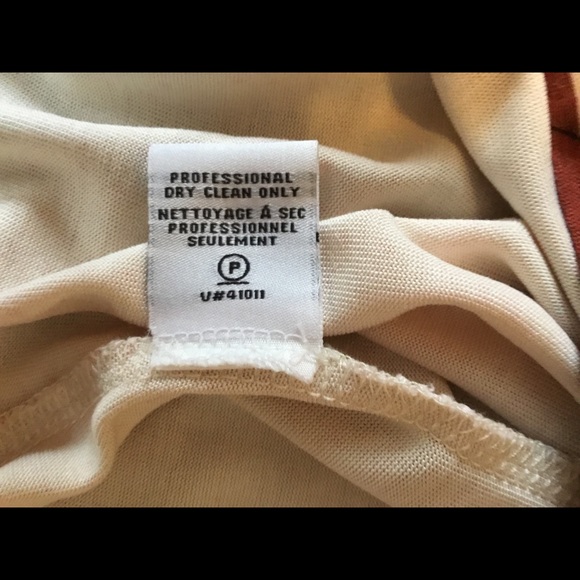 PROFESSIONAL
DRY CLEAN ONLY
NETTOYAGE Á SEC
PROFESSIONNEL
SEULEMENT
P
V#41011